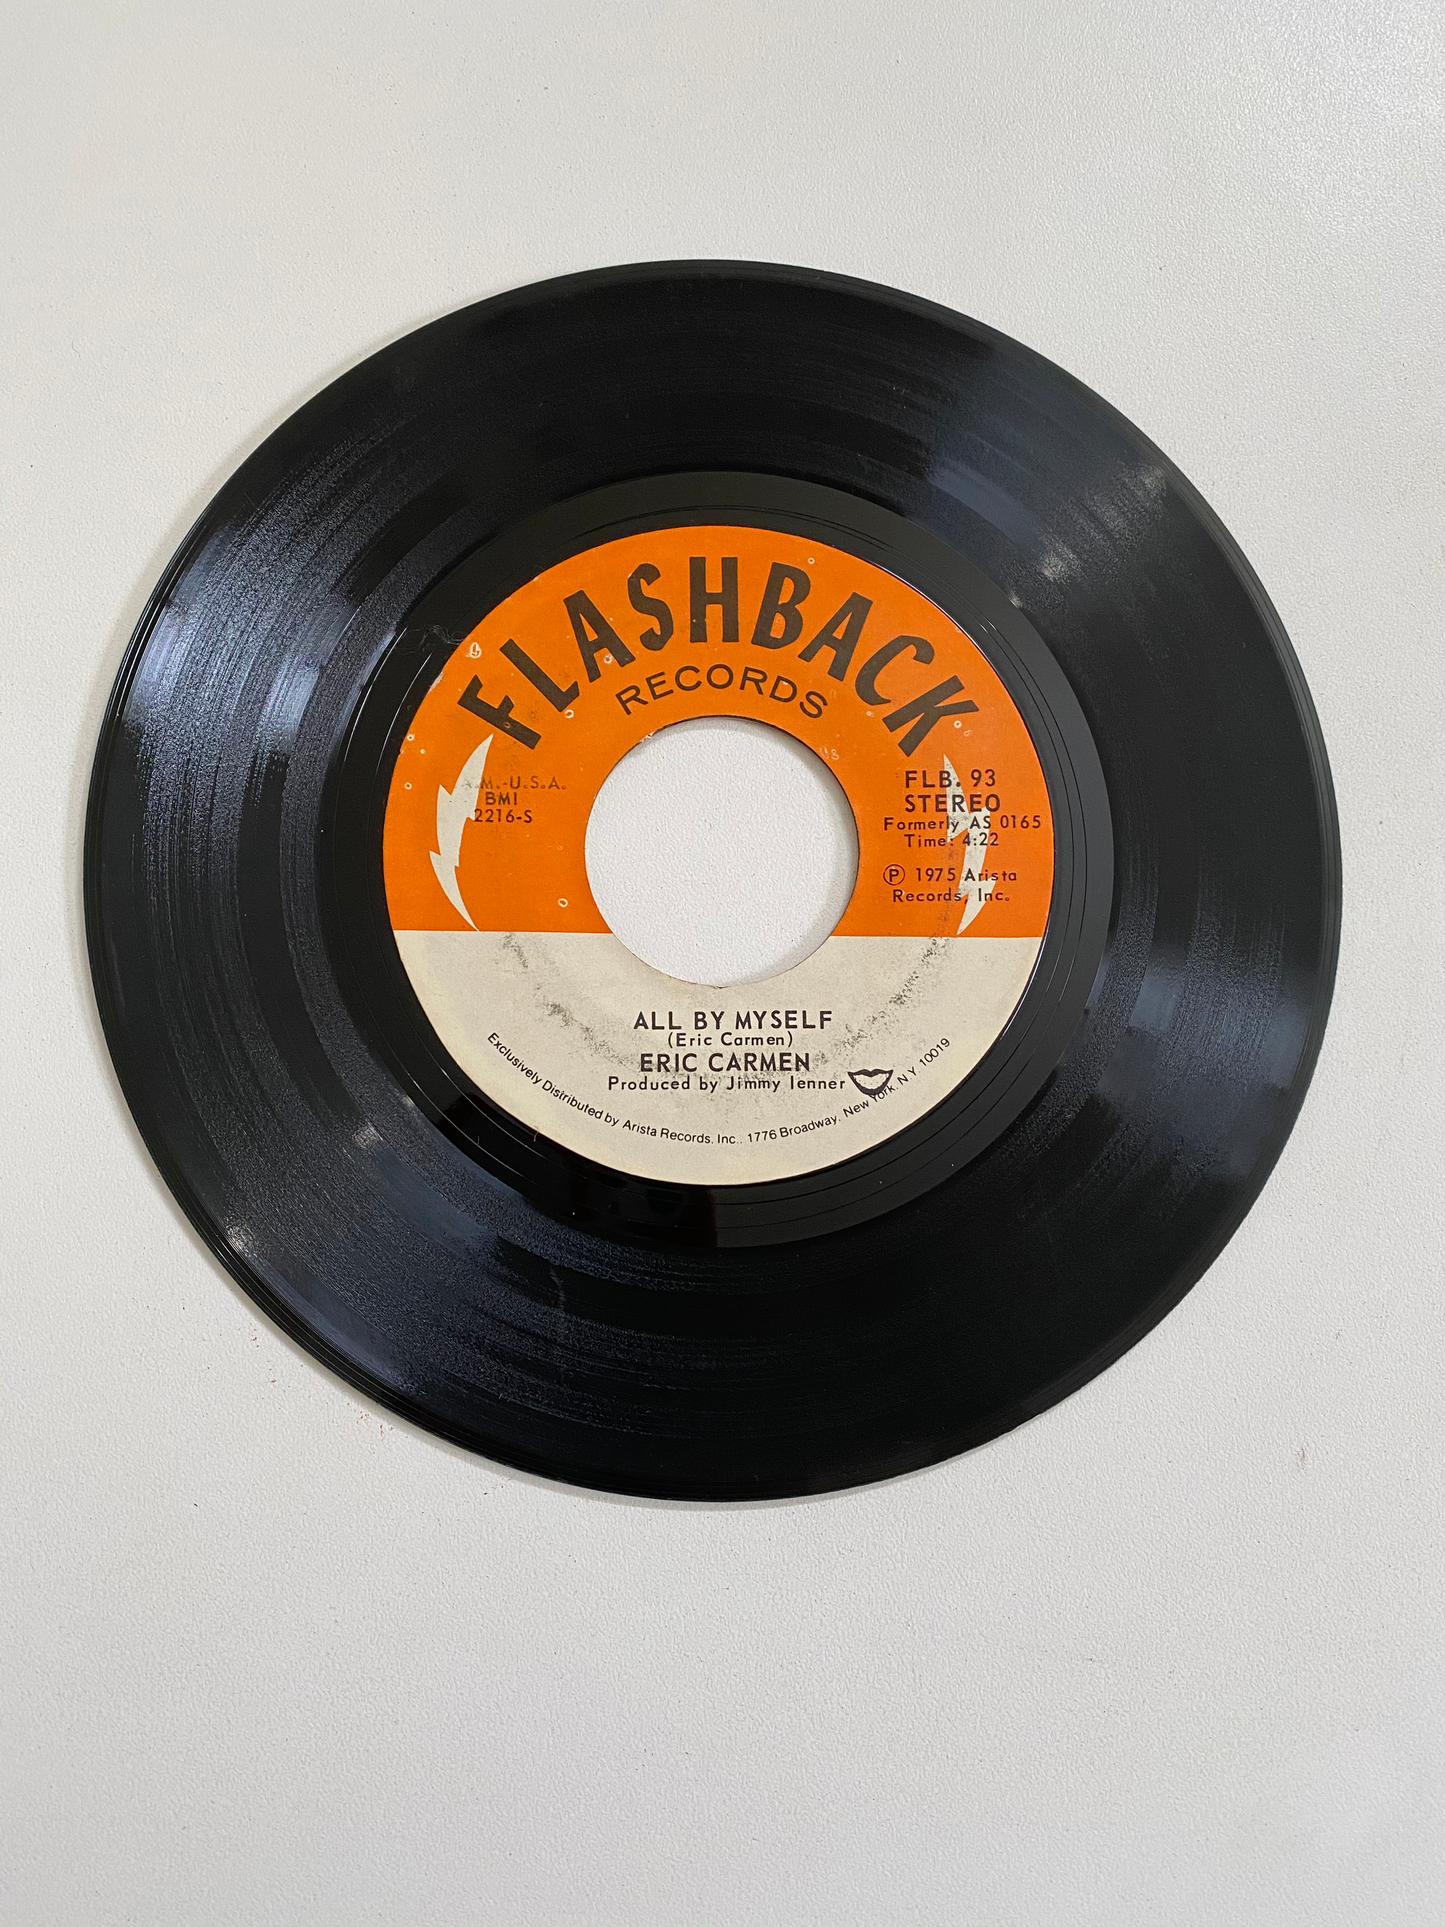 FLASHBACK
RECORDS
.M.-U.S.A.
BMI
2216-S
FLB. 93
STEREO
Formerly AS 0165
Time: 4:22
Ⓟ 1975 Arista
Records, Inc.
ALL BY MYSELF
(Eric Carmen)
ERIC CARMEN
Produced by Jimmy Ienner
Exclusively Distributed by Arista Records, Inc., 1776 Broadway, New York, N.Y. 10019